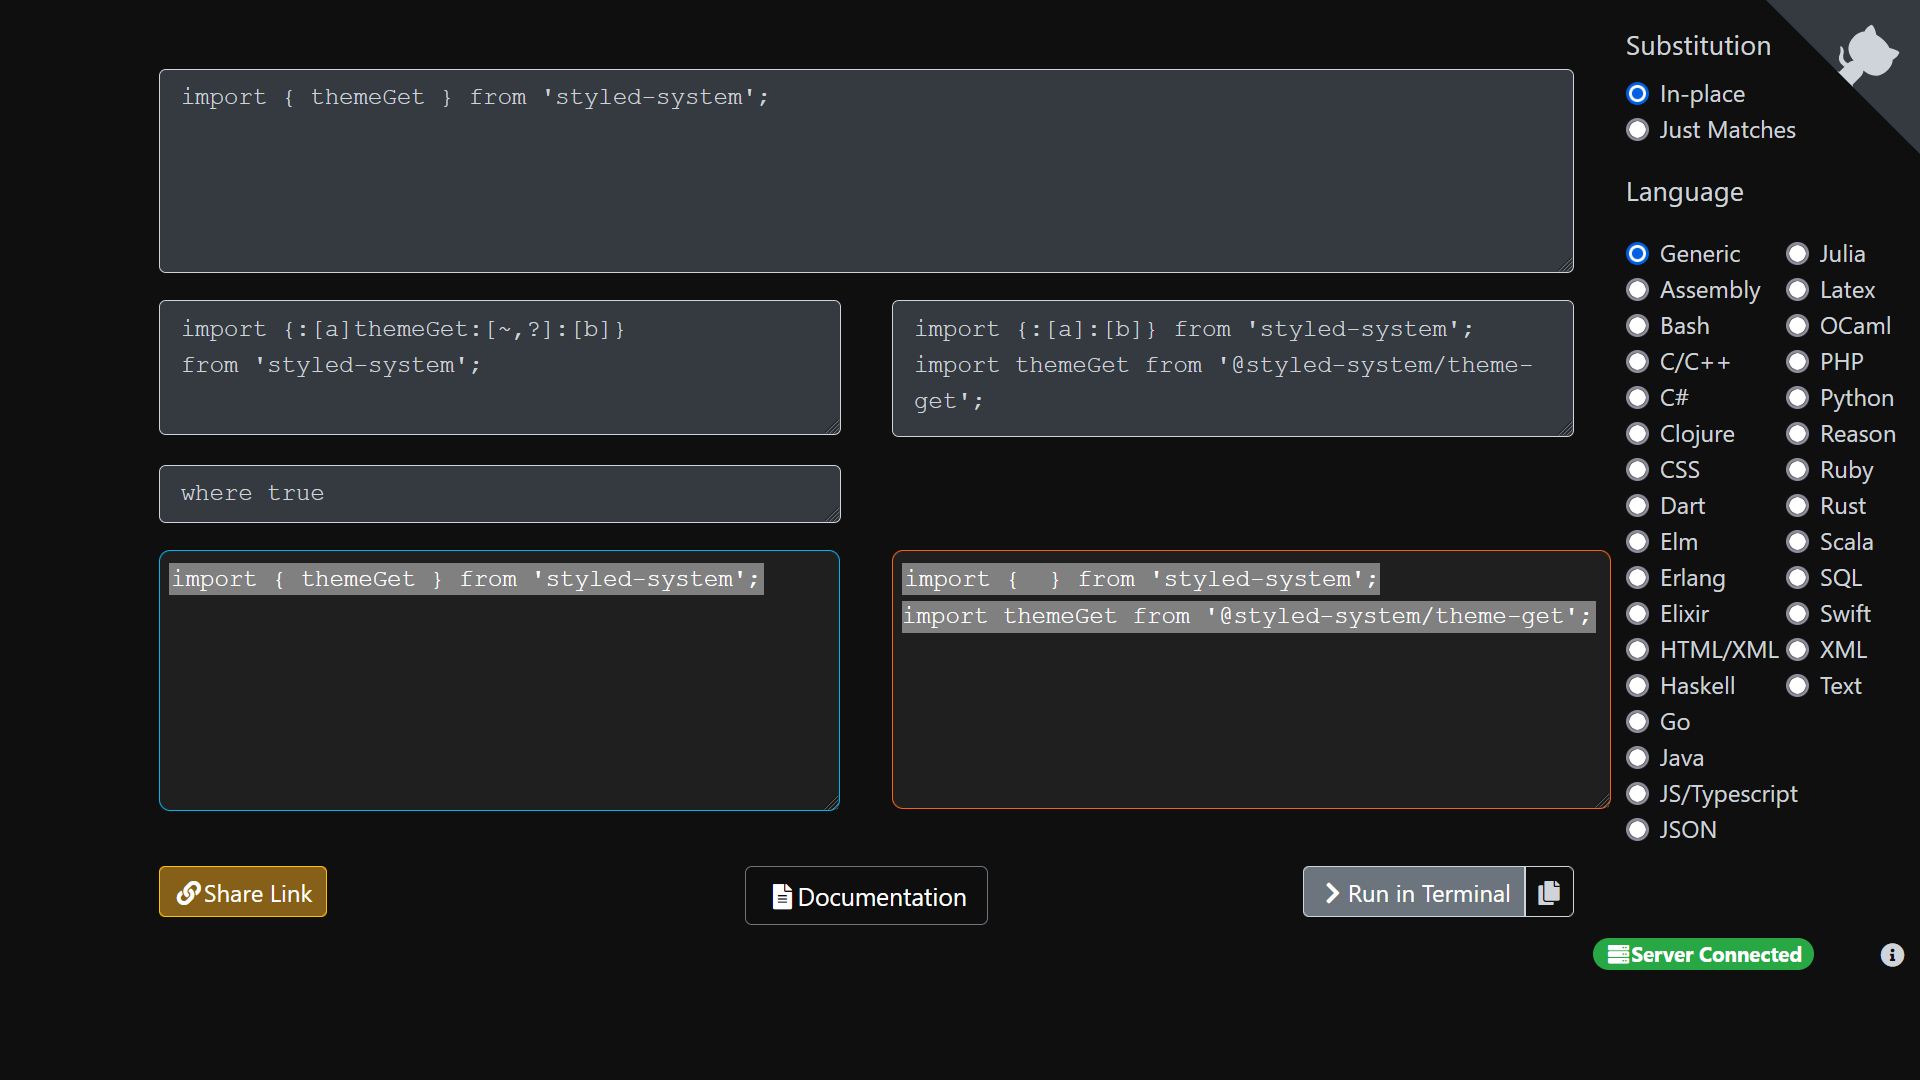 import { themeGet } from 'styled-system';
import {:[a]themeGet:[~,?]:[b]}
from 'styled-system';
import {:[a]:[b]} from 'styled-system';
import themeGet from '@styled-system/theme-
get';
where true
import { themeGet } from 'styled-system';
import {  } from 'styled-system';
import themeGet from '@styled-system/theme-get';
Share Link
Documentation
Run in Terminal
Substitution
In-place
Just Matches
Language
Generic
Assembly
Bash
C/C++
C#
Clojure
CSS
Dart
Elm
Erlang
Elixir
HTML/XML
Haskell
Go
Java
JS/Typescript
JSON
Julia
Latex
OCaml
PHP
Python
Reason
Ruby
Rust
Scala
SQL
Swift
XML
Text
Server Connected